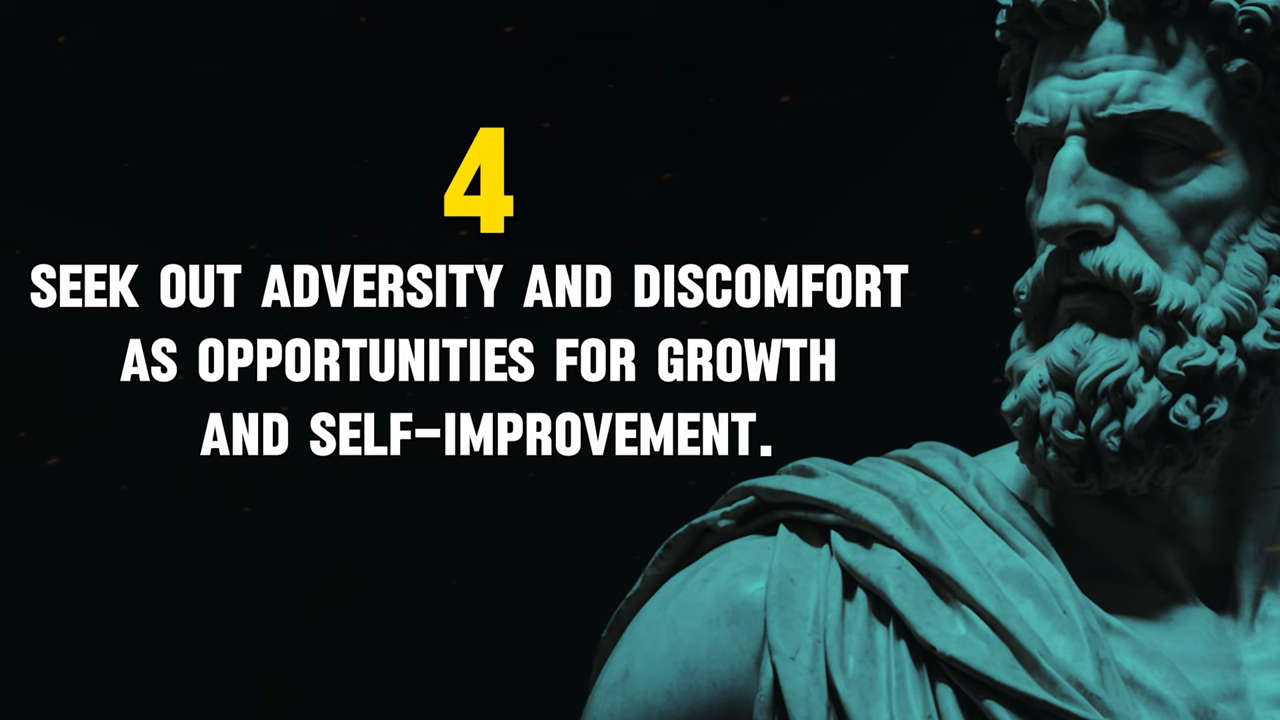 4
SEEK OUT ADVERSITY AND DISCOMFORT
AS OPPORTUNITIES FOR GROWTH
AND SELF-IMPROVEMENT.